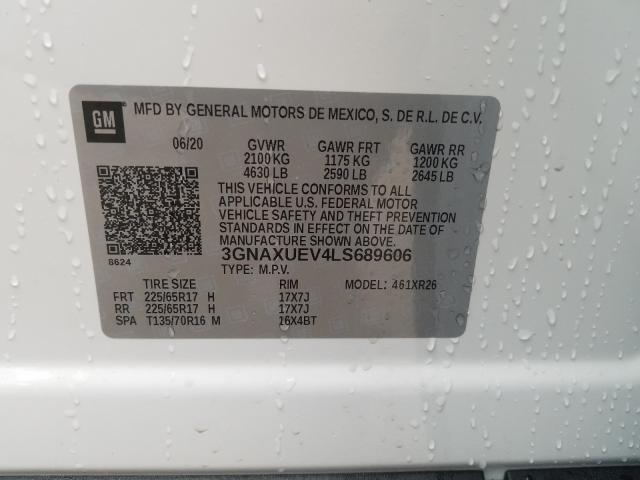 GM MFD BY GENERAL MOTORS DE MEXICO, S. DE R.L. DE C.V.
06/20 GVWR GAWR FRT GAWR RR
2100 KG 1175 KG 1200 KG
4630 LB 2590 LB 2645 LB
THIS VEHICLE CONFORMS TO ALL
APPLICABLE U.S. FEDERAL MOTOR
VEHICLE SAFETY AND THEFT PREVENTION
STANDARDS IN EFFECT ON THE DATE
OF MANUFACTURE SHOWN ABOVE.
3GNAXUEV4LS689606
8624 TYPE: M.P.V.
TIRE SIZE RIM MODEL: 461XR26
FRT 225/65R17 H 17X7J
RR 225/65R17 H 17X7J
SPA T135/70R16 M 16X4BT